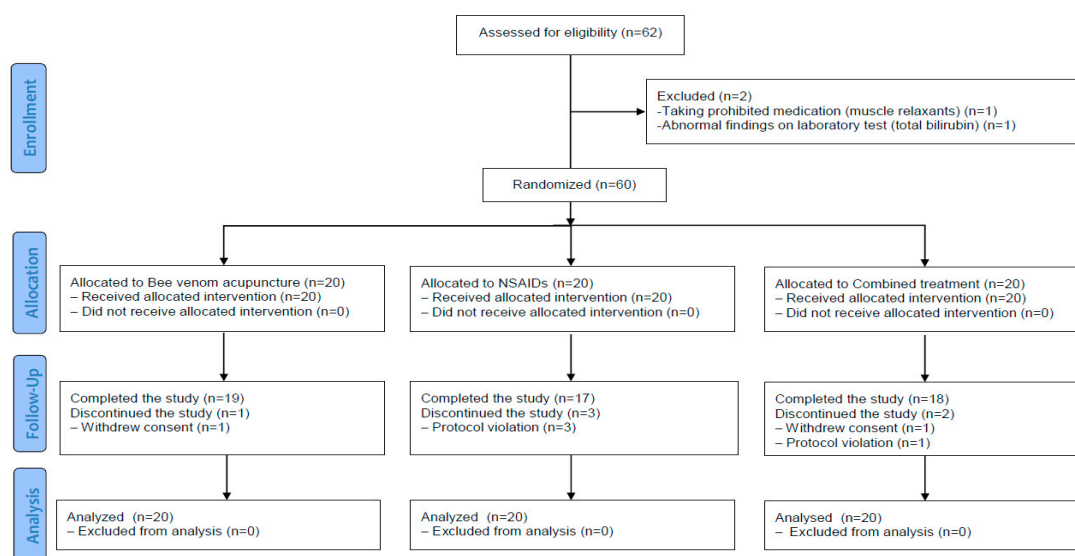 Assessed for eligibility (n=62)
Enrollment
Excluded (n=2)
-Taking prohibited medication (muscle relaxants) (n=1)
-Abnormal findings on laboratory test (total bilirubin) (n=1)
Randomized (n=60)
Allocation
Allocated to Bee venom acupuncture (n=20)
– Received allocated intervention (n=20)
– Did not receive allocated intervention (n=0)
Allocated to NSAIDs (n=20)
– Received allocated intervention (n=20)
– Did not receive allocated intervention (n=0)
Allocated to Combined treatment (n=20)
– Received allocated intervention (n=20)
– Did not receive allocated intervention (n=0)
Follow-Up
Completed the study (n=19)
Discontinued the study (n=1)
– Withdrew consent (n=1)
Completed the study (n=17)
Discontinued the study (n=3)
– Protocol violation (n=3)
Completed the study (n=18)
Discontinued the study (n=2)
– Withdrew consent (n=1)
– Protocol violation (n=1)
Analysis
Analyzed (n=20)
– Excluded from analysis (n=0)
Analyzed (n=20)
– Excluded from analysis (n=0)
Analysed (n=20)
– Excluded from analysis (n=0)